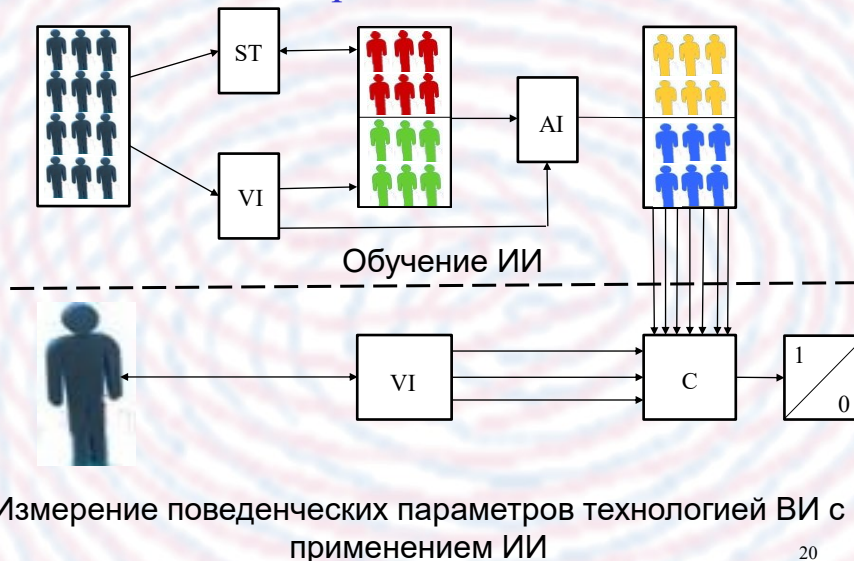 ST
AI
VI
Обучение ИИ
VI
C
1
0
Измерение поведенческих параметров технологией ВИ с
применением ИИ
20